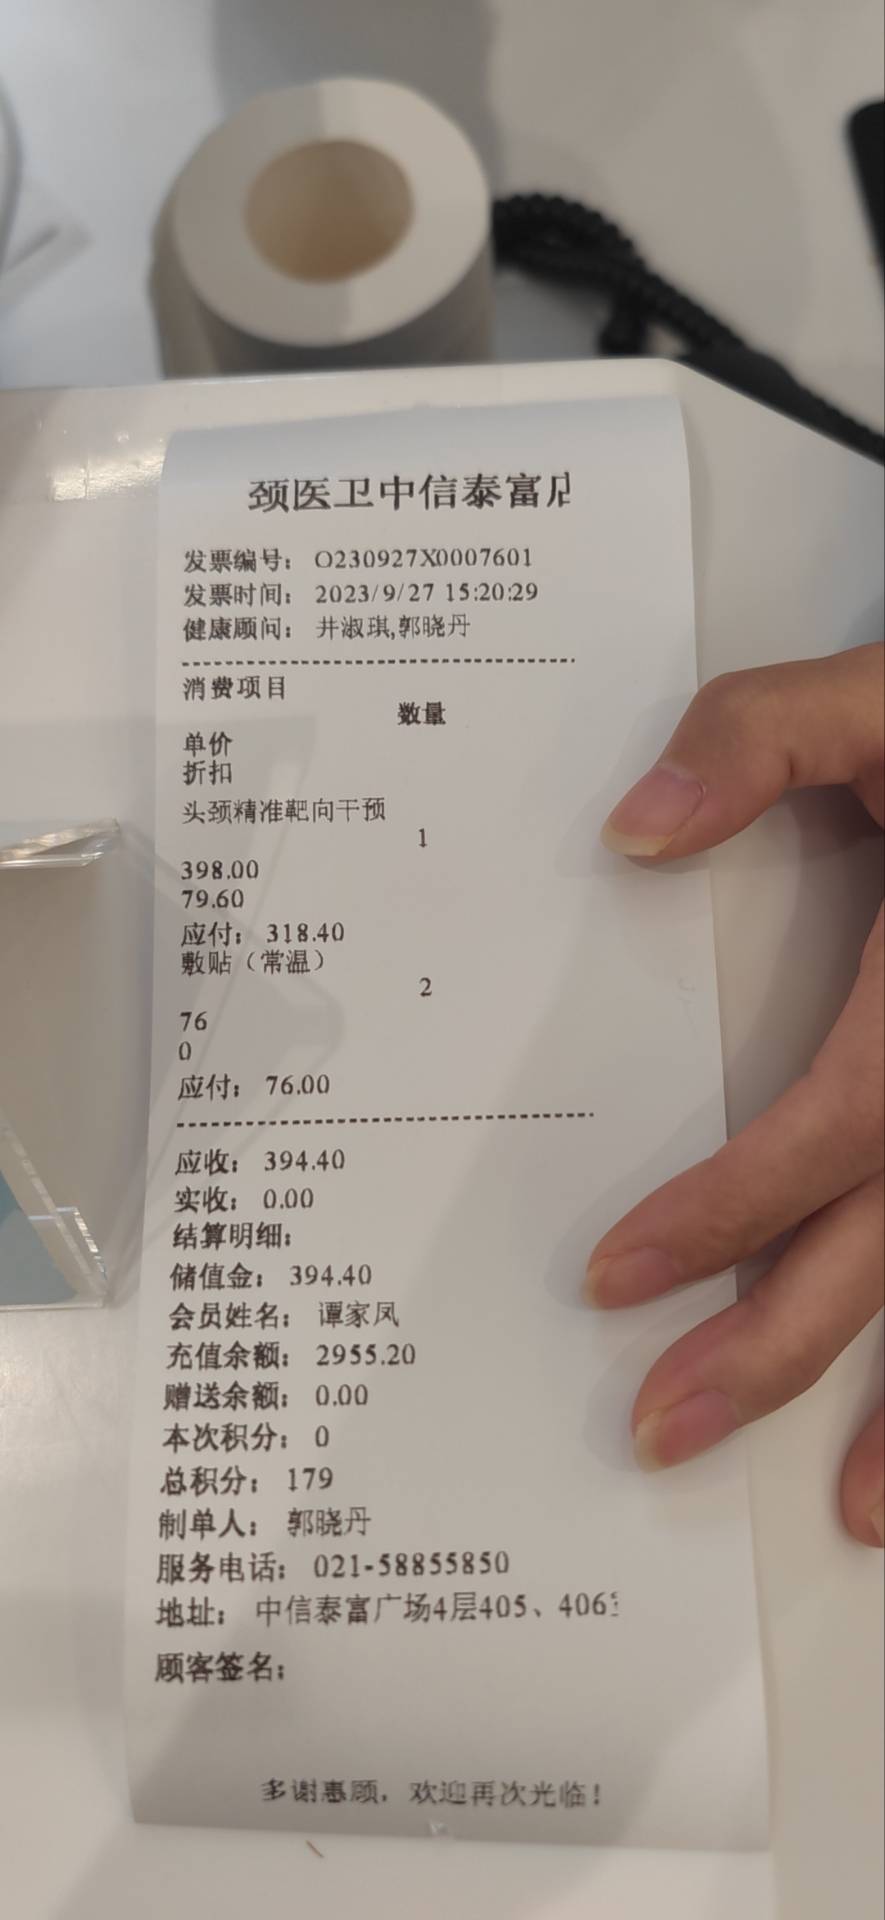 颈医卫中信泰富店
发票编号： O230927X0007601
发票时间： 2023/9/27 15:20:29
健康顾问： 井淑琪,郭晓丹
消费项目
数量
单价
折扣
头颈精准靶向干预
1
398.00
79.60
应付： 318.40
敷贴（常温）
2
76
0
应付： 76.00
应收： 394.40
实收： 0.00
结算明细：
储值金： 394.40
会员姓名： 谭家凤
充值余额： 2955.20
赠送余额： 0.00
本次积分： 0
总积分： 179
制单人： 郭晓丹
服务电话： 021-58855850
地址： 中信泰富广场4层405、406
顾客签名：
多谢惠顾，欢迎再次光临！